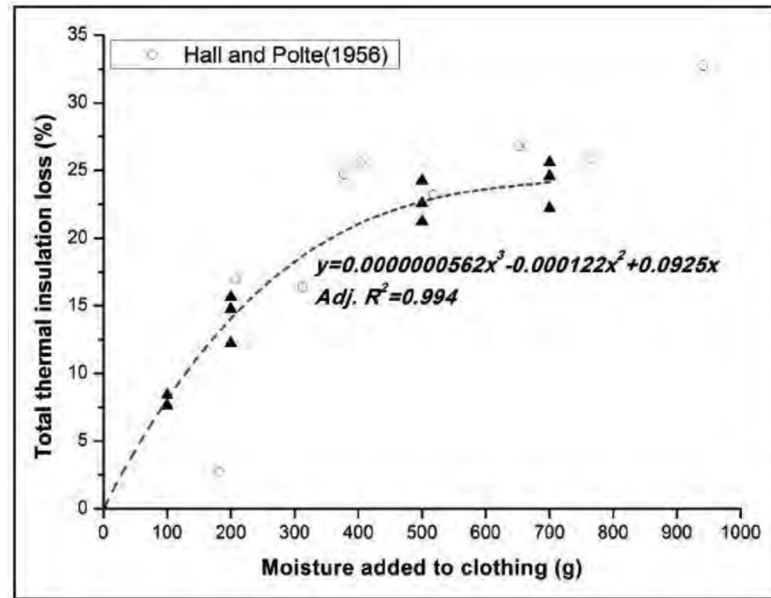 35
Hall and Polte(1956)
30
25
20
15
10
5
0
y=0.0000000562x³-0.000122x²+0.0925x
Adj. R²=0.994
Total thermal insulation loss (%)
0 100 200 300 400 500 600 700 800 900 1000
Moisture added to clothing (g)